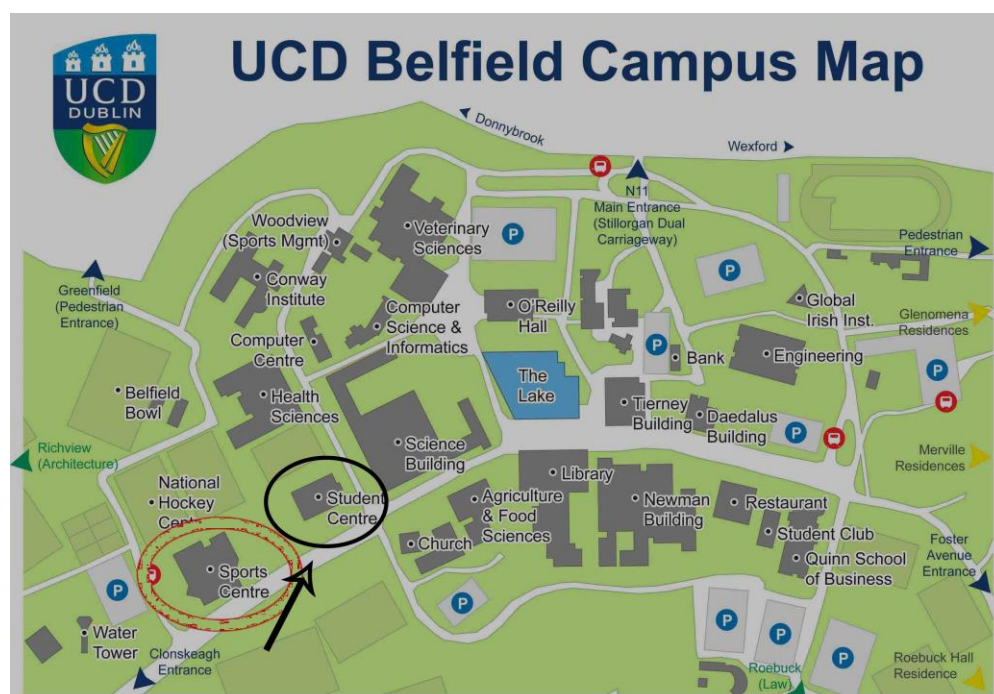 UCD
DUBLIN
UCD Belfield Campus Map
Donnybrook
Wexford
N11
Main Entrance
(Stillorgan Dual
Carriageway)
Woodview
(Sports Mgmt)
Veterinary
Sciences
P
Pedestrian
Entrance
Greenfield
(Pedestrian
Entrance)
Conway
Institute
P
Computer
Science &
Informatics
O'Reilly
Hall
Global
Irish Inst.
Glenomena
Residences
Computer
Centre
P
Bank
Engineering
P
The
Lake
Belfield
Bowl
Health
Sciences
Tierney
Building
Daedalus
Building
P
Richview
(Architecture)
Science
Building
Merville
Residences
National
Hockey
Student
Centre
Library
Agriculture
& Food
Sciences
Newman
Building
Restaurant
Church
Student Club
Foster
Avenue
Entrance
Quinn School
of Business
Sports
Centre
P
P
P
P
P
Water
Tower
Clonskeagh
Entrance
Roebuck
(Law)
Roebuck Hall
Residence